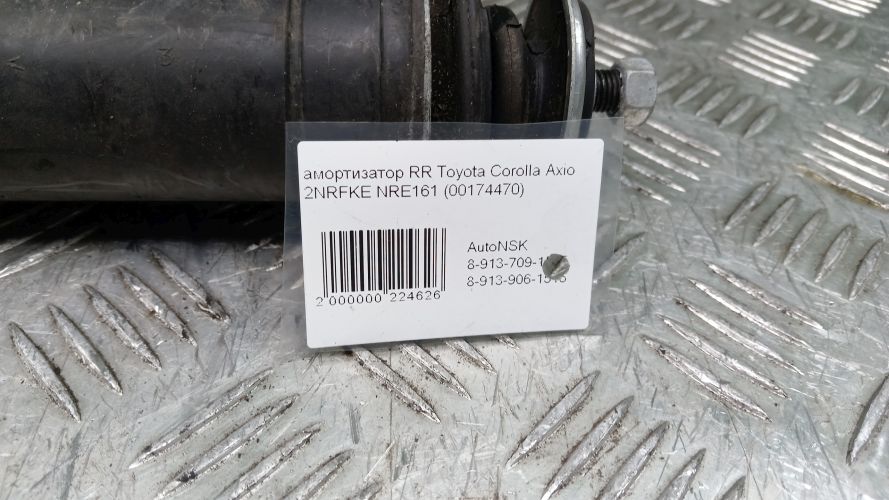 амортизатор RR Toyota Corolla Axio
2NRFKE NRE161 (00174470)
AutoNSK
8-913-709-1
8-913-906-1
2 000000 224626